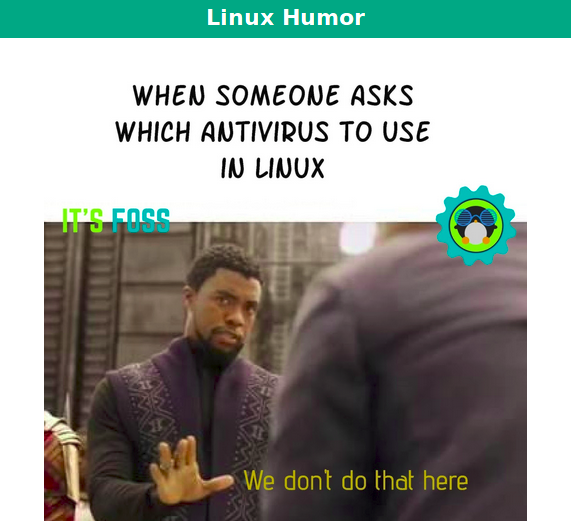 Linux Humor
WHEN SOMEONE ASKS
WHICH ANTIVIRUS TO USE
IN LINUX
IT'S FOSS
We don't do that here